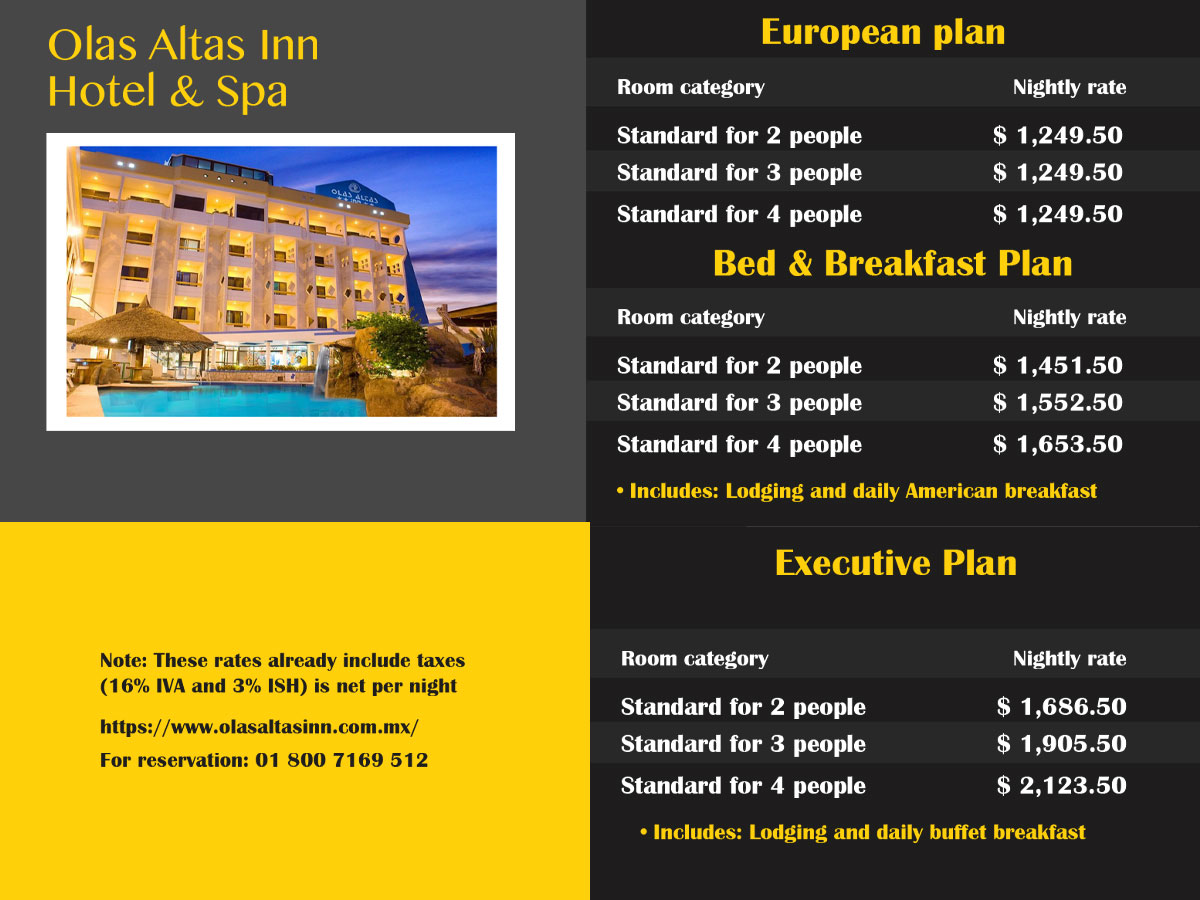 Olas Altas Inn
Hotel & Spa
OLAS ALTAS
INN
European plan
Room category Nightly rate
Standard for 2 people $ 1,249.50
Standard for 3 people $ 1,249.50
Standard for 4 people $ 1,249.50
Bed & Breakfast Plan
Room category Nightly rate
Standard for 2 people $ 1,451.50
Standard for 3 people $ 1,552.50
Standard for 4 people $ 1,653.50
• Includes: Lodging and daily American breakfast
Note: These rates already include taxes
(16% IVA and 3% ISH) is net per night
https://www.olasaltasinn.com.mx/
For reservation: 01 800 7169 512
Executive Plan
Room category Nightly rate
Standard for 2 people $ 1,686.50
Standard for 3 people $ 1,905.50
Standard for 4 people $ 2,123.50
• Includes: Lodging and daily buffet breakfast